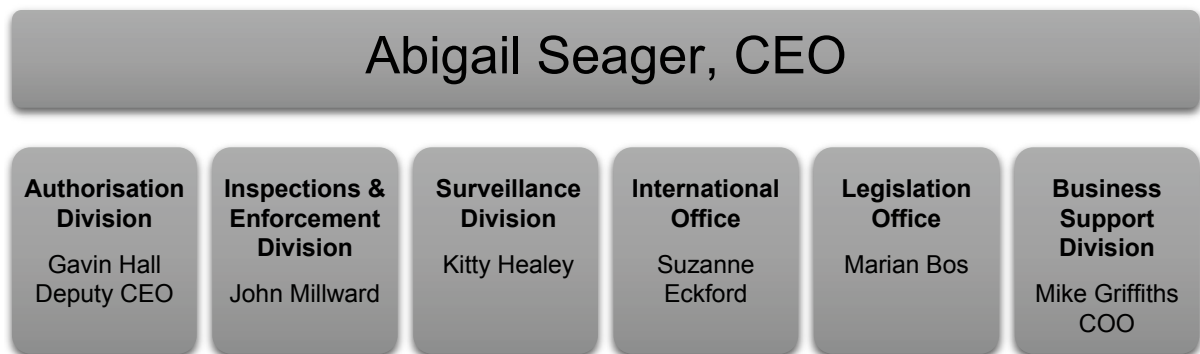 Abigail Seager, CEO
Authorisation
Division
Gavin Hall
Deputy CEO
Inspections &
Enforcement
Division
John Millward
Surveillance
Division
Kitty Healey
International
Office
Suzanne
Eckford
Legislation
Office
Marian Bos
Business
Support
Division
Mike Griffiths
COO